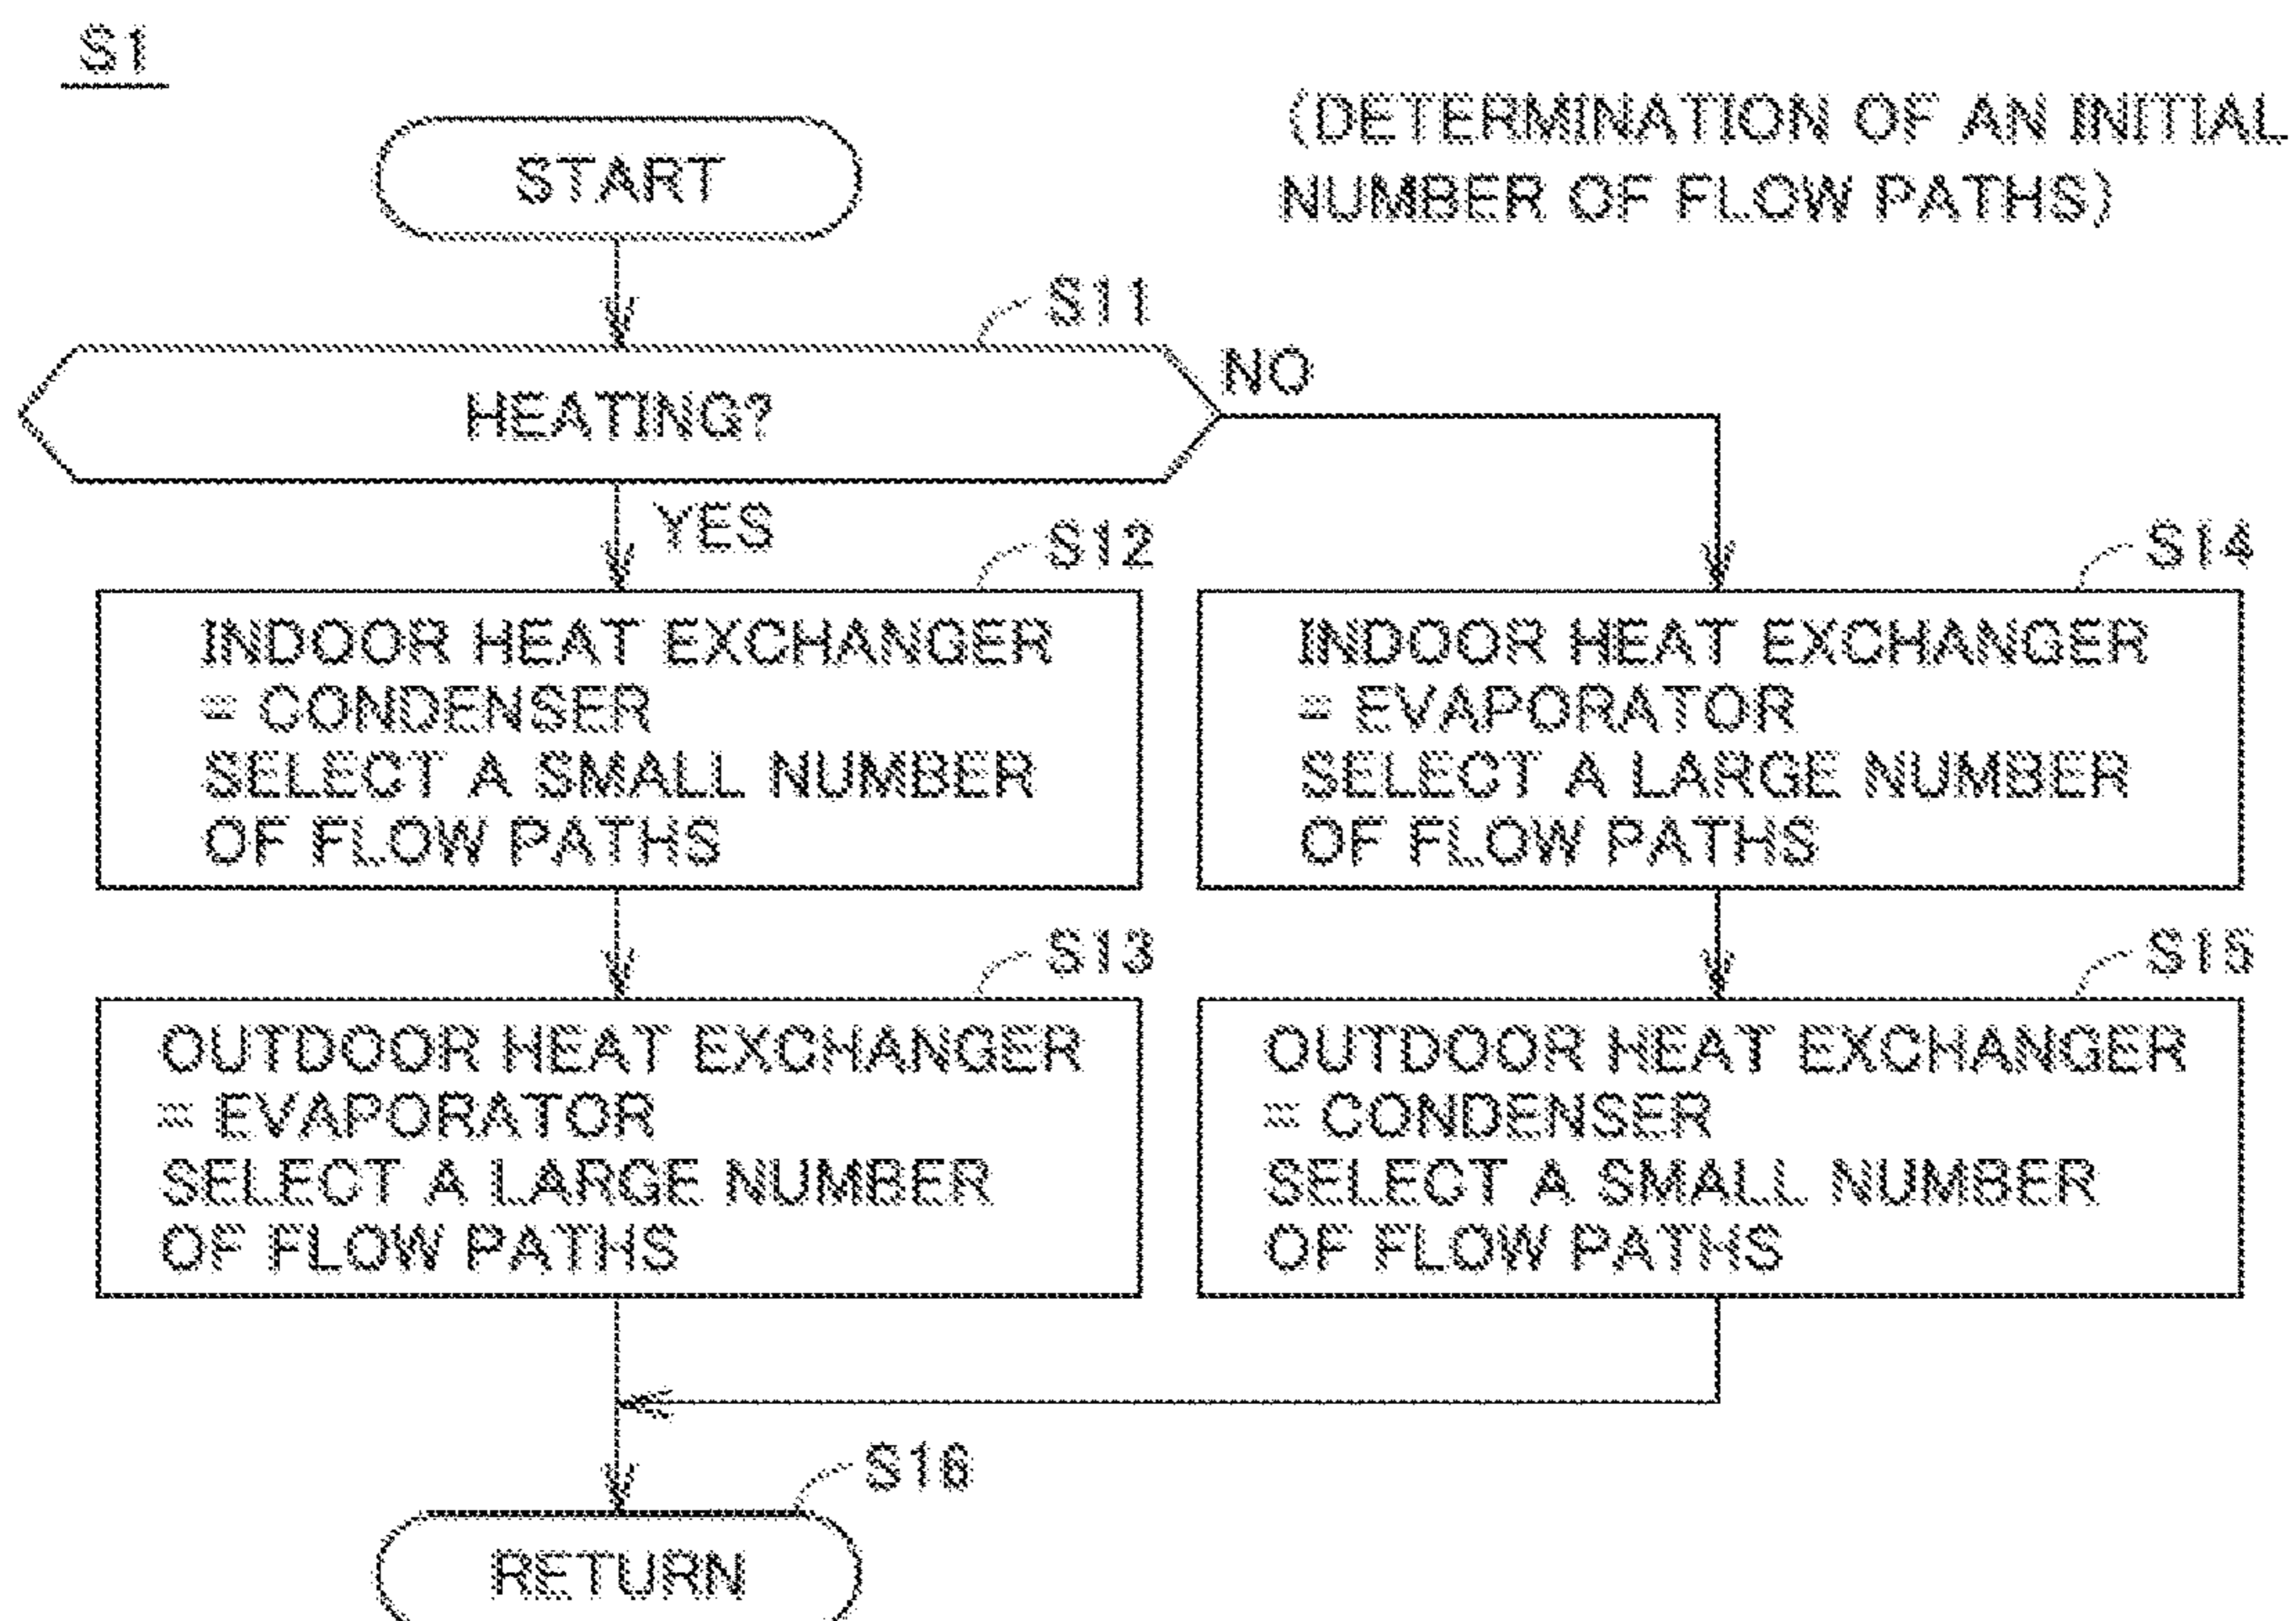 S1
(DETERMINATION OF AN INITIAL
NUMBER OF FLOW PATHS)
START
S11
HEATING?
NO
YES
S12
INDOOR HEAT EXCHANGER
= CONDENSER
SELECT A SMALL NUMBER
OF FLOW PATHS
S14
INDOOR HEAT EXCHANGER
= EVAPORATOR
SELECT A LARGE NUMBER
OF FLOW PATHS
S13
OUTDOOR HEAT EXCHANGER
= EVAPORATOR
SELECT A LARGE NUMBER
OF FLOW PATHS
S15
OUTDOOR HEAT EXCHANGER
= CONDENSER
SELECT A SMALL NUMBER
OF FLOW PATHS
S16
RETURN